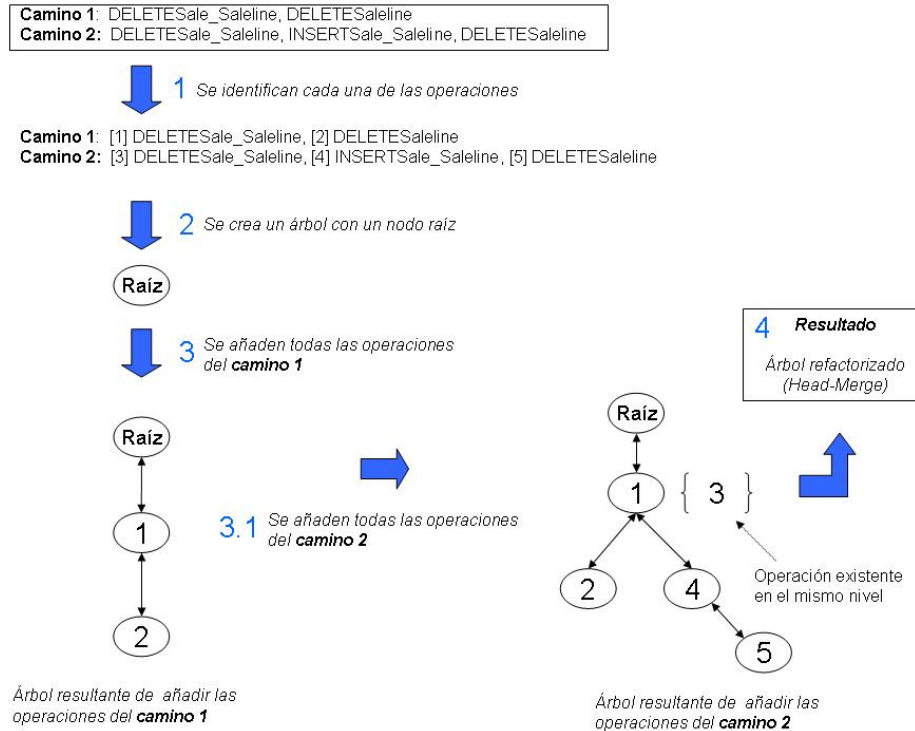 Camino 1: DELETESale_Saleline, DELETESaleline
Camino 2: DELETESale_Saleline, INSERTSale_Saleline, DELETESaleline
1 Se identifican cada una de las operaciones
Camino 1: [1] DELETESale_Saleline, [2] DELETESaleline
Camino 2: [3] DELETESale_Saleline, [4] INSERTSale_Saleline, [5] DELETESaleline
2 Se crea un árbol con un nodo raíz
Raíz
3 Se añaden todas las operaciones
del camino 1
Raíz
1
2
Árbol resultante de añadir las
operaciones del camino 1
3.1 Se añaden todas las operaciones
del camino 2
Raíz
1 { 3 }
2 4
5
Operación existente
en el mismo nivel
Árbol resultante de añadir las
operaciones del camino 2
4 Resultado
Árbol refactorizado
(Head-Merge)